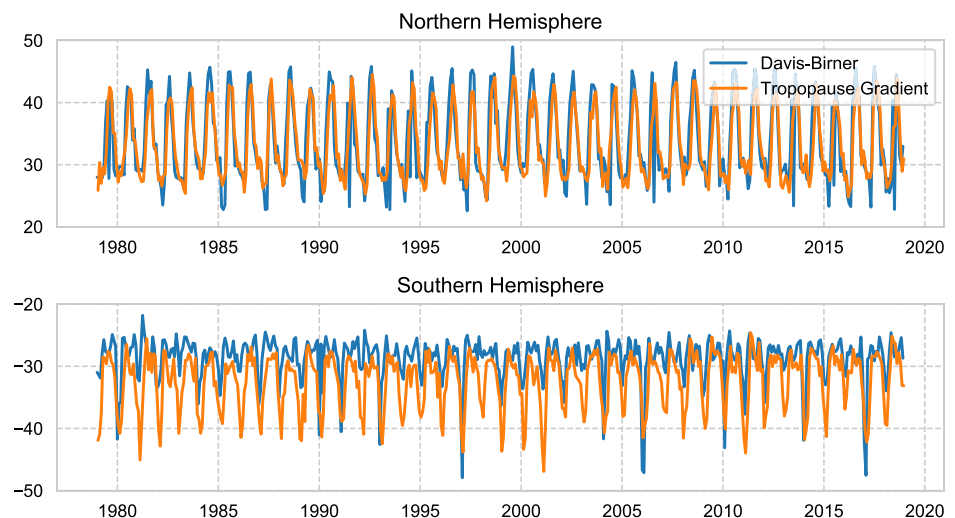 Northern Hemisphere
50
Davis-Birner
Tropopause Gradient
40
30
20
1980 1985 1990 1995 2000 2005 2010 2015 2020
Southern Hemisphere
−20
−30
−40
−50
1980 1985 1990 1995 2000 2005 2010 2015 2020